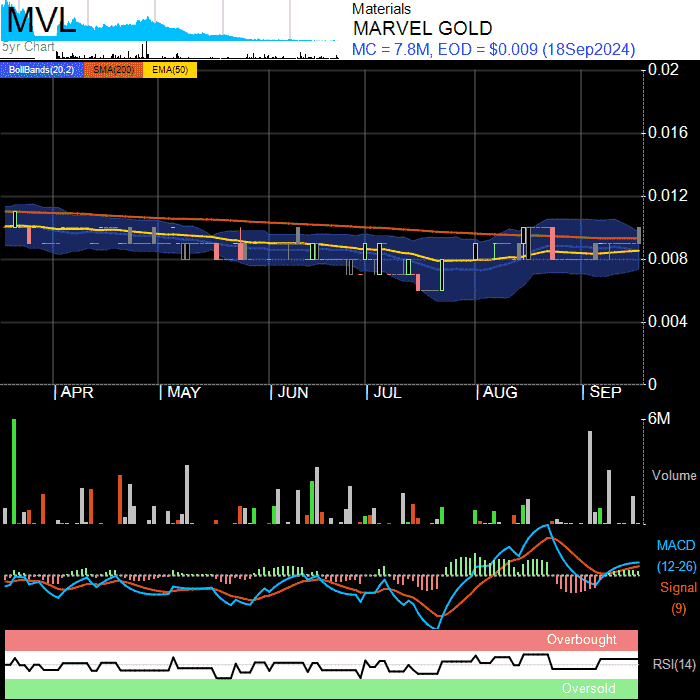 MVL
5yr Chart
Materials
MARVEL GOLD
MC = 7.8M, EOD = $0.009 (18Sep2024)
BollBands(20,2) SMA(200) EMA(50)
0.02
0.016
0.012
0.008
0.004
0
APR MAY JUN JUL AUG SEP
6M
Volume
MACD
(12-26)
Signal
(9)
Overbought
RSI(14)
Oversold